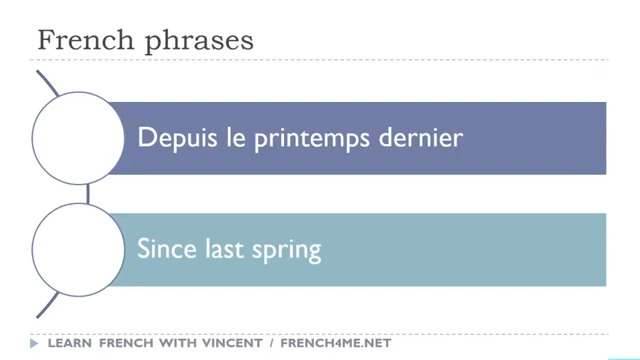 French phrases
Depuis le printemps dernier
Since last spring
LEARN FRENCH WITH VINCENT / FRENCH4ME.NET